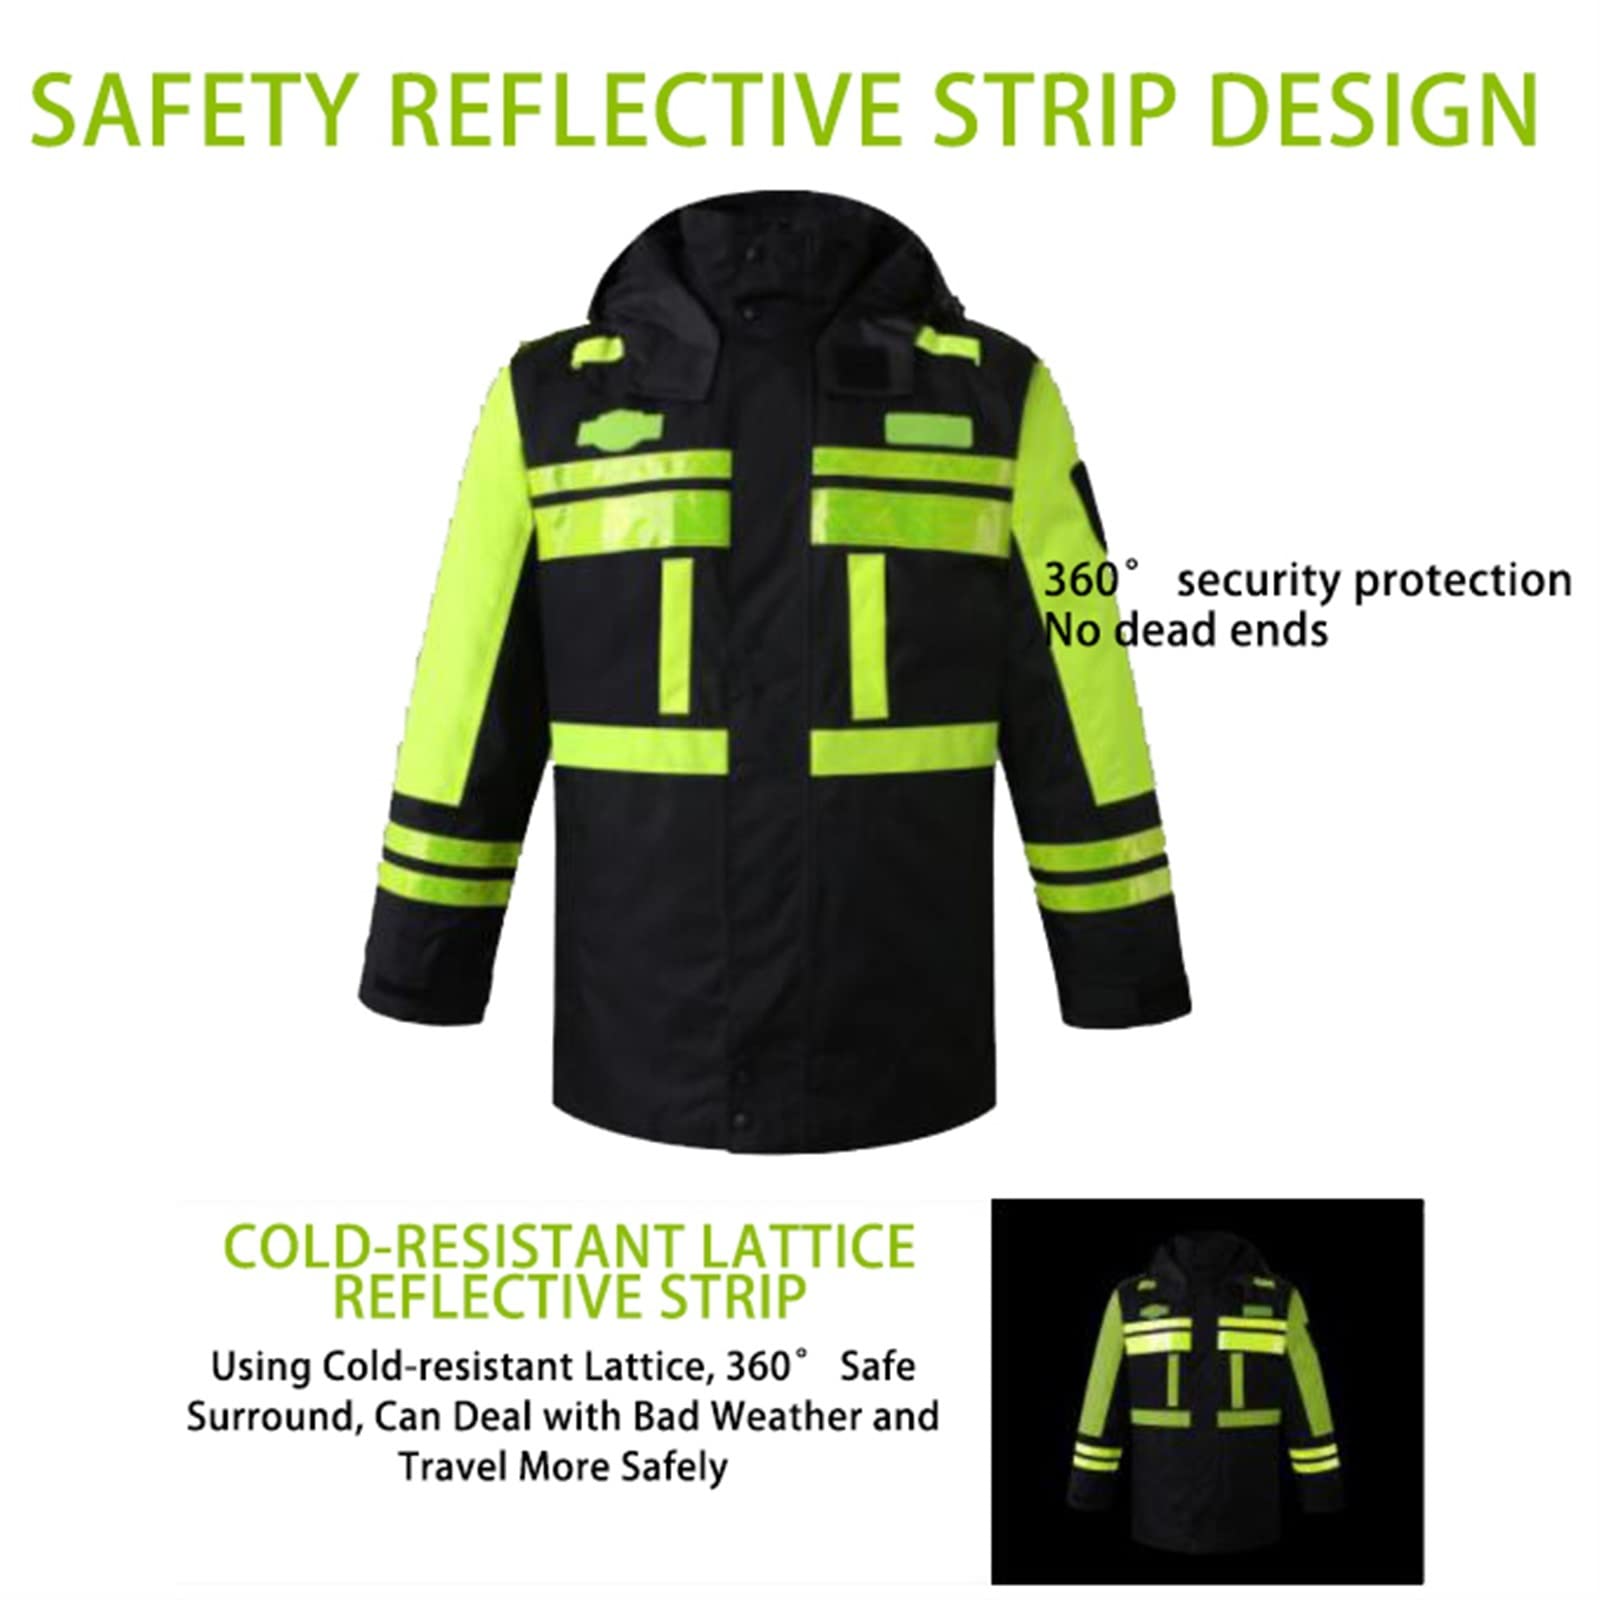 SAFETY REFLECTIVE STRIP DESIGN
360° security protection
No dead ends
COLD-RESISTANT LATTICE
REFLECTIVE STRIP
Using Cold-resistant Lattice, 360° Safe
Surround, Can Deal with Bad Weather and
Travel More Safely